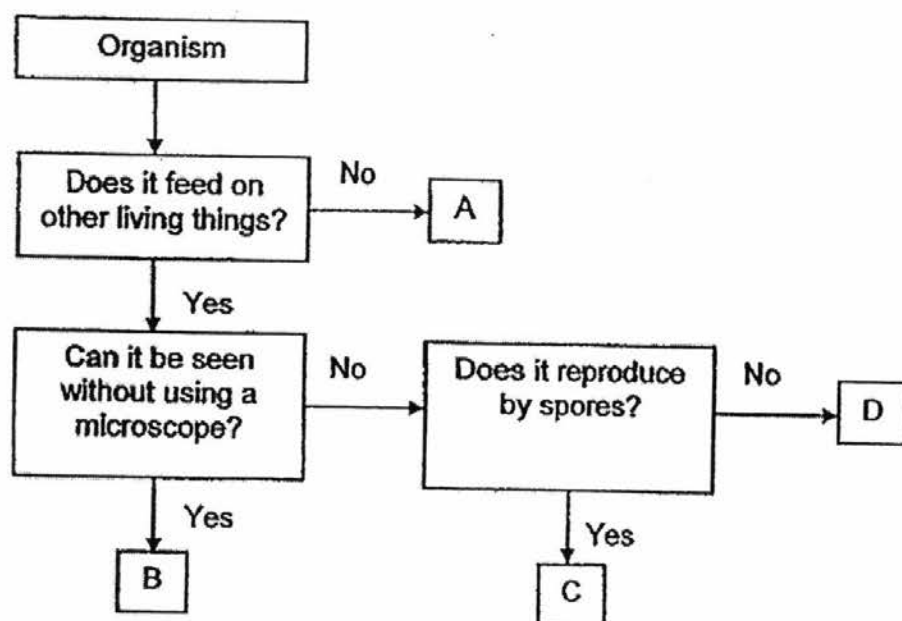 Organism
Does it feed on
other living things?
No
A
Yes
Can it be seen
without using a
microscope?
No
Does it reproduce
by spores?
No
D
Yes
B
Yes
C